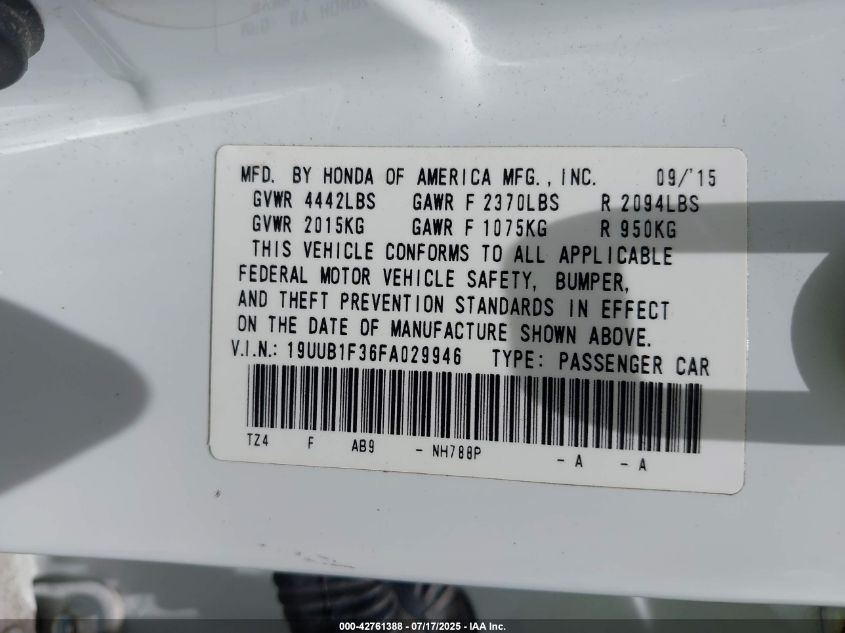 MFD. BY HONDA OF AMERICA MFG., INC. 09/'15
GVWR 4442LBS GAWR F 2370LBS R 2094LBS
GVWR 2015KG GAWR F 1075KG R 950KG
THIS VEHICLE CONFORMS TO ALL APPLICABLE
FEDERAL MOTOR VEHICLE SAFETY, BUMPER,
AND THEFT PREVENTION STANDARDS IN EFFECT
ON THE DATE OF MANUFACTURE SHOWN ABOVE.
V.I.N.: 19UUB1F36FA029946 TYPE: PASSENGER CAR
TZ4 F AB9 - NH788P - A - A
000-42761388 - 07/17/2025 - IAA Inc.